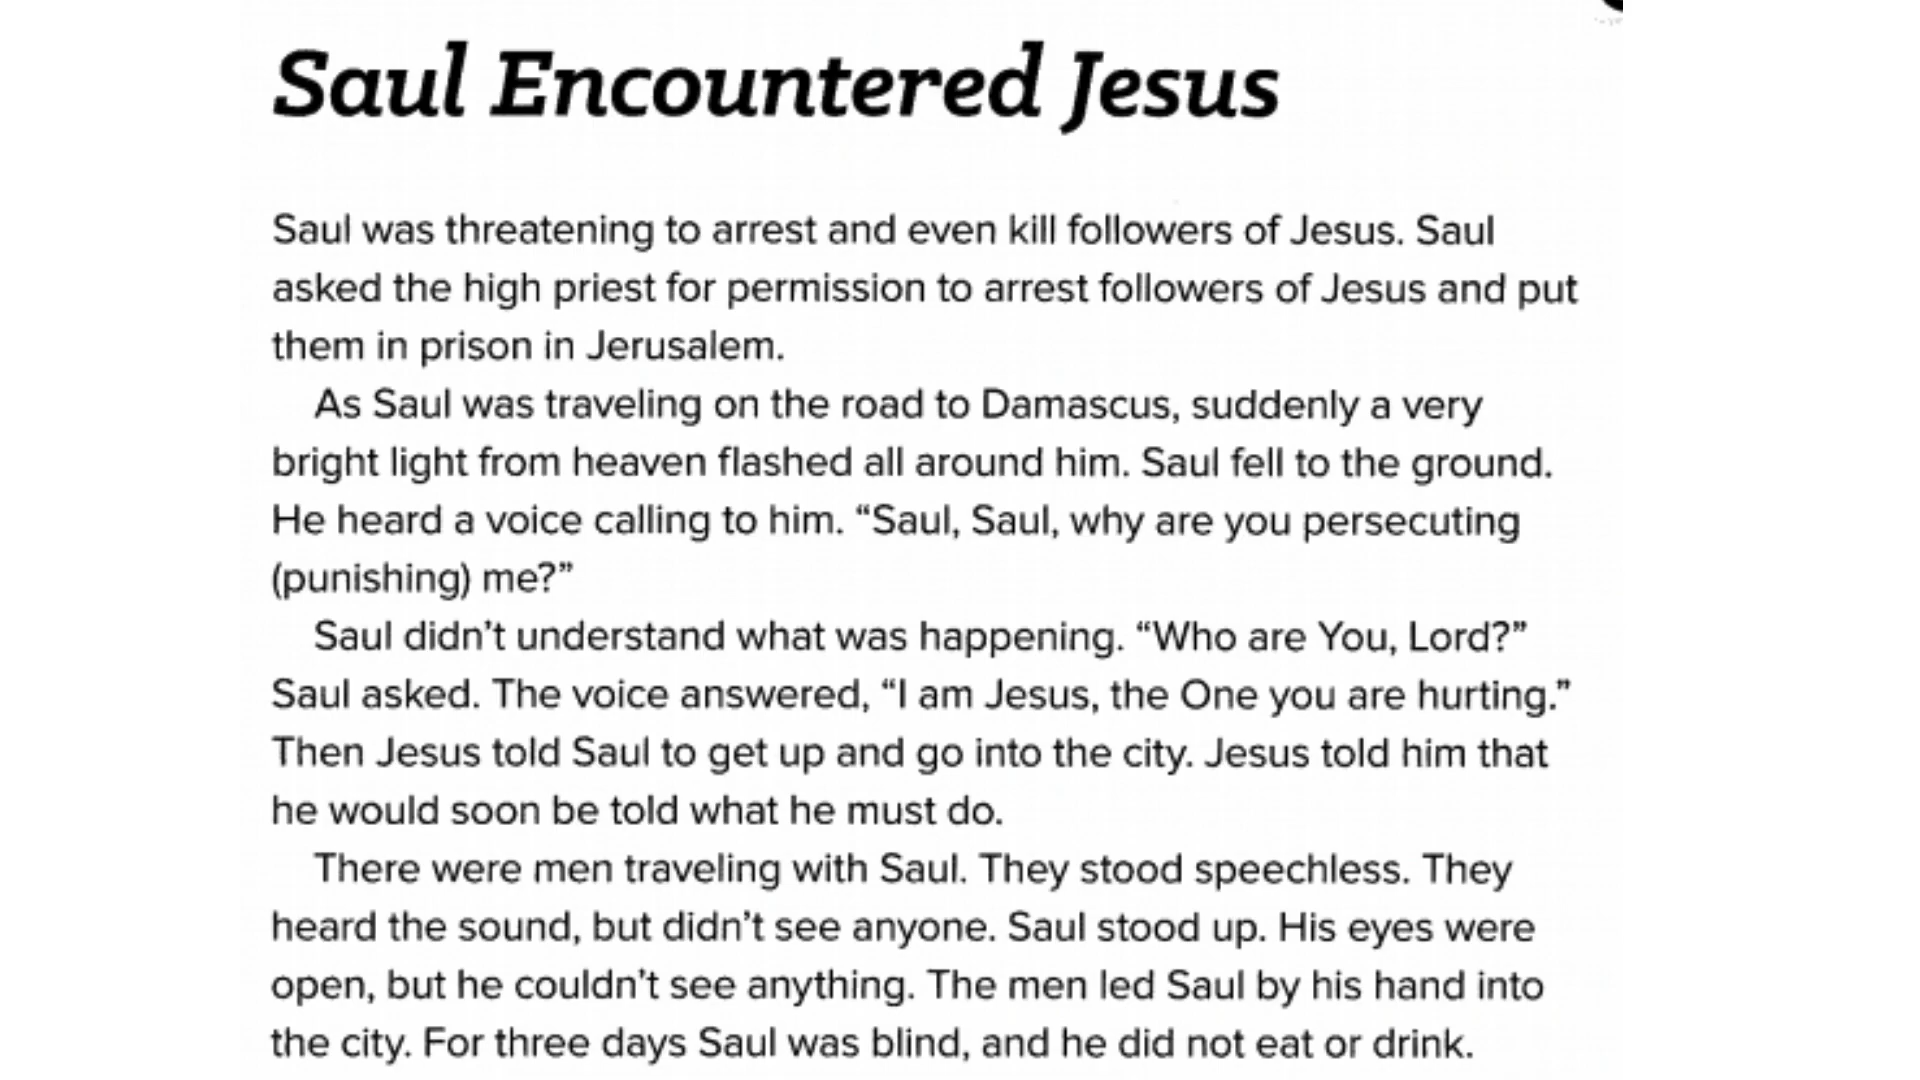 Saul Encountered Jesus
Saul was threatening to arrest and even kill followers of Jesus. Saul
asked the high priest for permission to arrest followers of Jesus and put
them in prison in Jerusalem.
As Saul was traveling on the road to Damascus, suddenly a very
bright light from heaven flashed all around him. Saul fell to the ground.
He heard a voice calling to him. “Saul, Saul, why are you persecuting
(punishing) me?”
Saul didn’t understand what was happening. “Who are You, Lord?”
Saul asked. The voice answered, “I am Jesus, the One you are hurting.”
Then Jesus told Saul to get up and go into the city. Jesus told him that
he would soon be told what he must do.
There were men traveling with Saul. They stood speechless. They
heard the sound, but didn’t see anyone. Saul stood up. His eyes were
open, but he couldn’t see anything. The men led Saul by his hand into
the city. For three days Saul was blind, and he did not eat or drink.